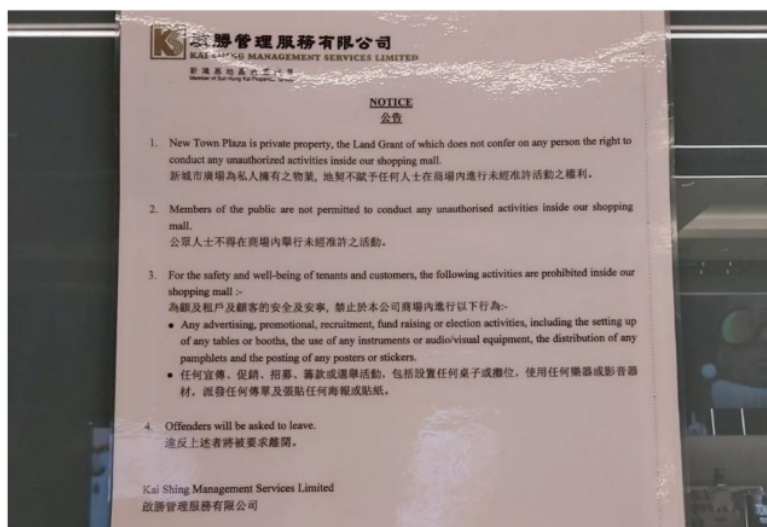 啟勝管理服務有限公司
KAI SHING MANAGEMENT SERVICES LIMITED
新鴻基地產
Member of Sun Hung Kai Properties
NOTICE
公告
1. New Town Plaza is private property, the Land Grant of which does not confer on any person the right to
conduct any unauthorized activities inside our shopping mall.
新城市廣場為私人擁有之物業, 地契不賦予任何人士在商場內進行未經准許活動之權利。
2. Members of the public are not permitted to conduct any unauthorised activities inside our shopping
mall.
公眾人士不得在商場內舉行未經准許之活動。
3. For the safety and well-being of tenants and customers, the following activities are prohibited inside our
shopping mall :-
為顧及租戶及顧客的安全及安寧, 禁止於本公司商場內進行以下行為:-
• Any advertising, promotional, recruitment, fund raising or election activities, including the setting up
of any tables or booths, the use of any instruments or audio/visual equipment, the distribution of any
pamphlets and the posting of any posters or stickers.
• 任何宣傳、促銷、招募、籌款或選舉活動, 包括設置任何桌子或攤位, 使用任何樂器或影音器
材, 派發任何傳單及張貼任何海報或貼紙。
4. Offenders will be asked to leave.
違反上述者將被要求離開。
Kai Shing Management Services Limited
啟勝管理服務有限公司